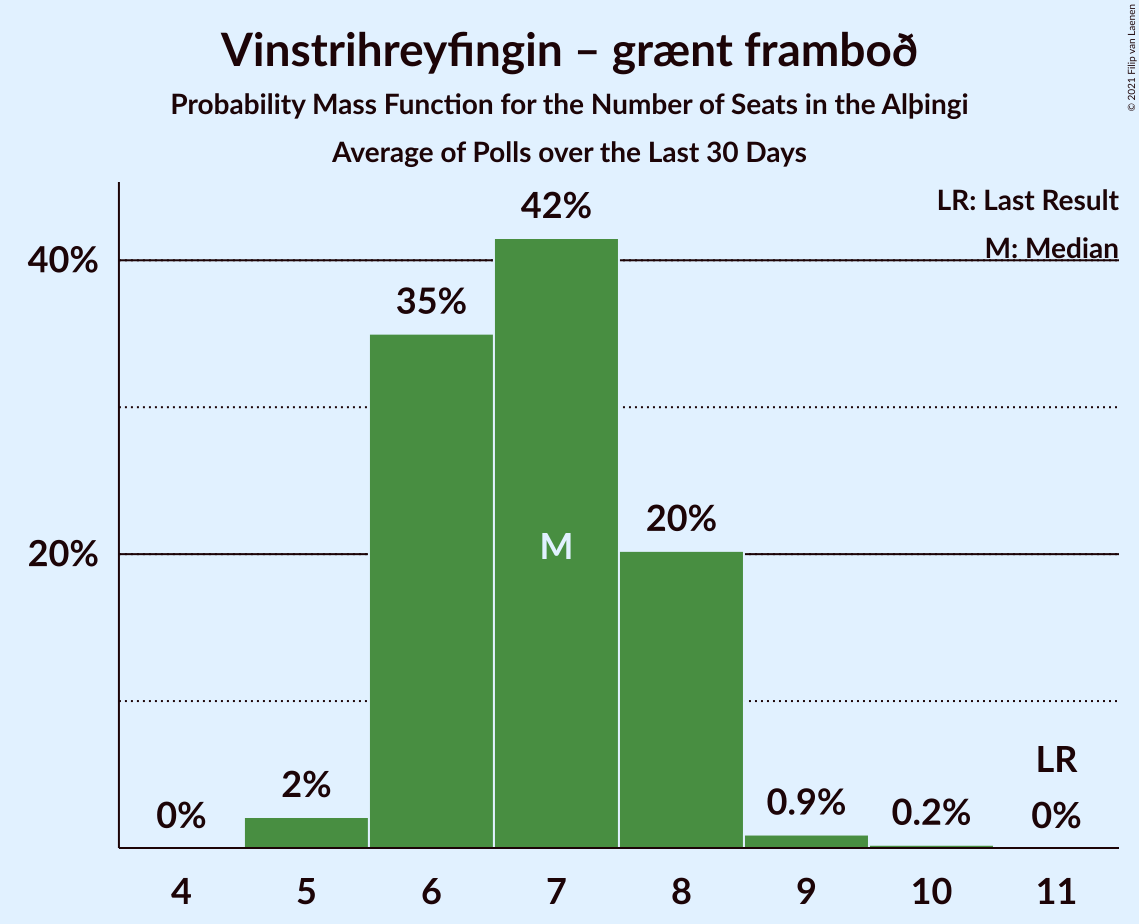 Vinstrihreyfingin – grænt framboð
Probability Mass Function for the Number of Seats in the Alþingi
Average of Polls over the Last 30 Days
© 2021 Filip van Laenen
LR: Last Result
M: Median
40%
20%
0%
2%
35%
42%
M
20%
0.9%
0.2%
LR
0%
4 5 6 7 8 9 10 11